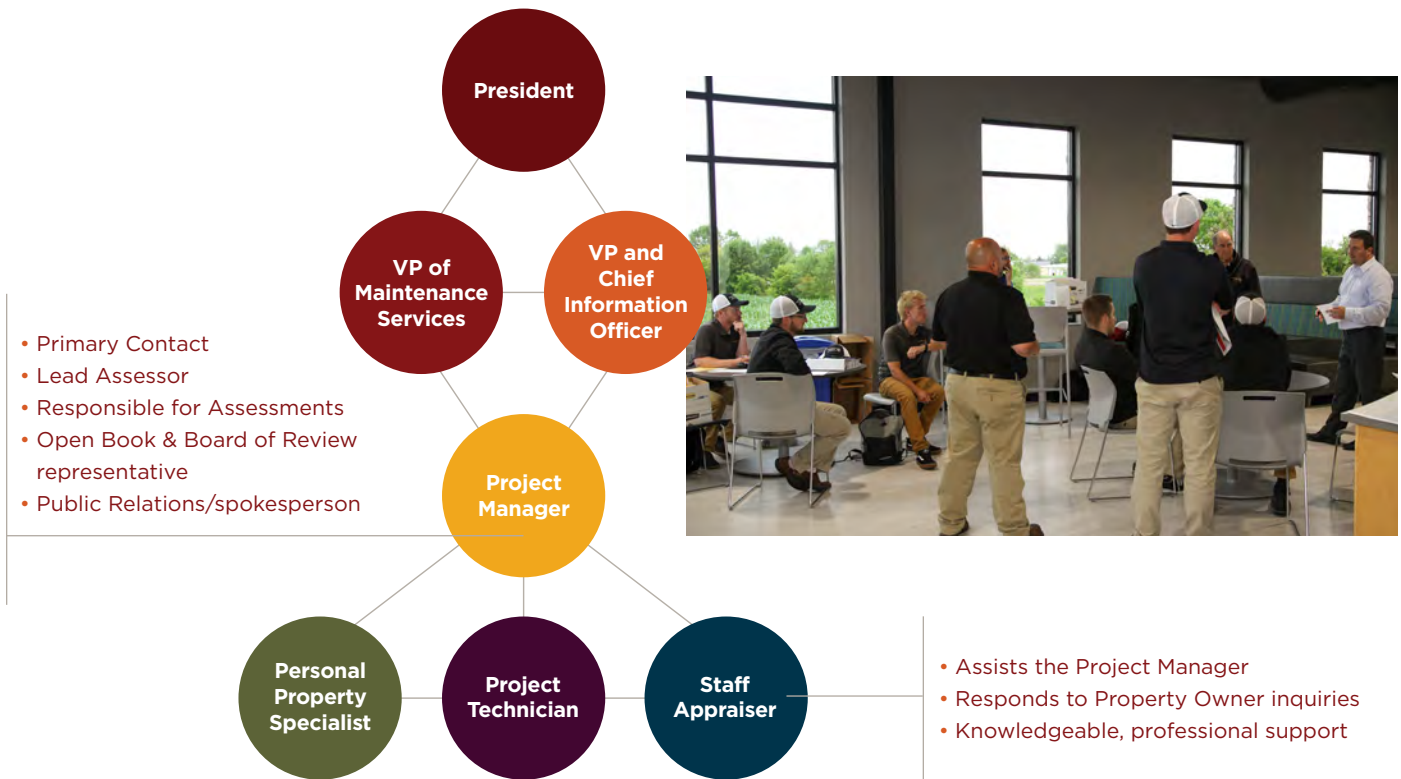 President
VP of
Maintenance
Services
VP and
Chief
Information
Officer
• Primary Contact
• Lead Assessor
• Responsible for Assessments
• Open Book & Board of Review
representative
• Public Relations/spokesperson
Project
Manager
Personal
Property
Specialist
Project
Technician
Staff
Appraiser
• Assists the Project Manager
• Responds to Property Owner inquiries
• Knowledgeable, professional support